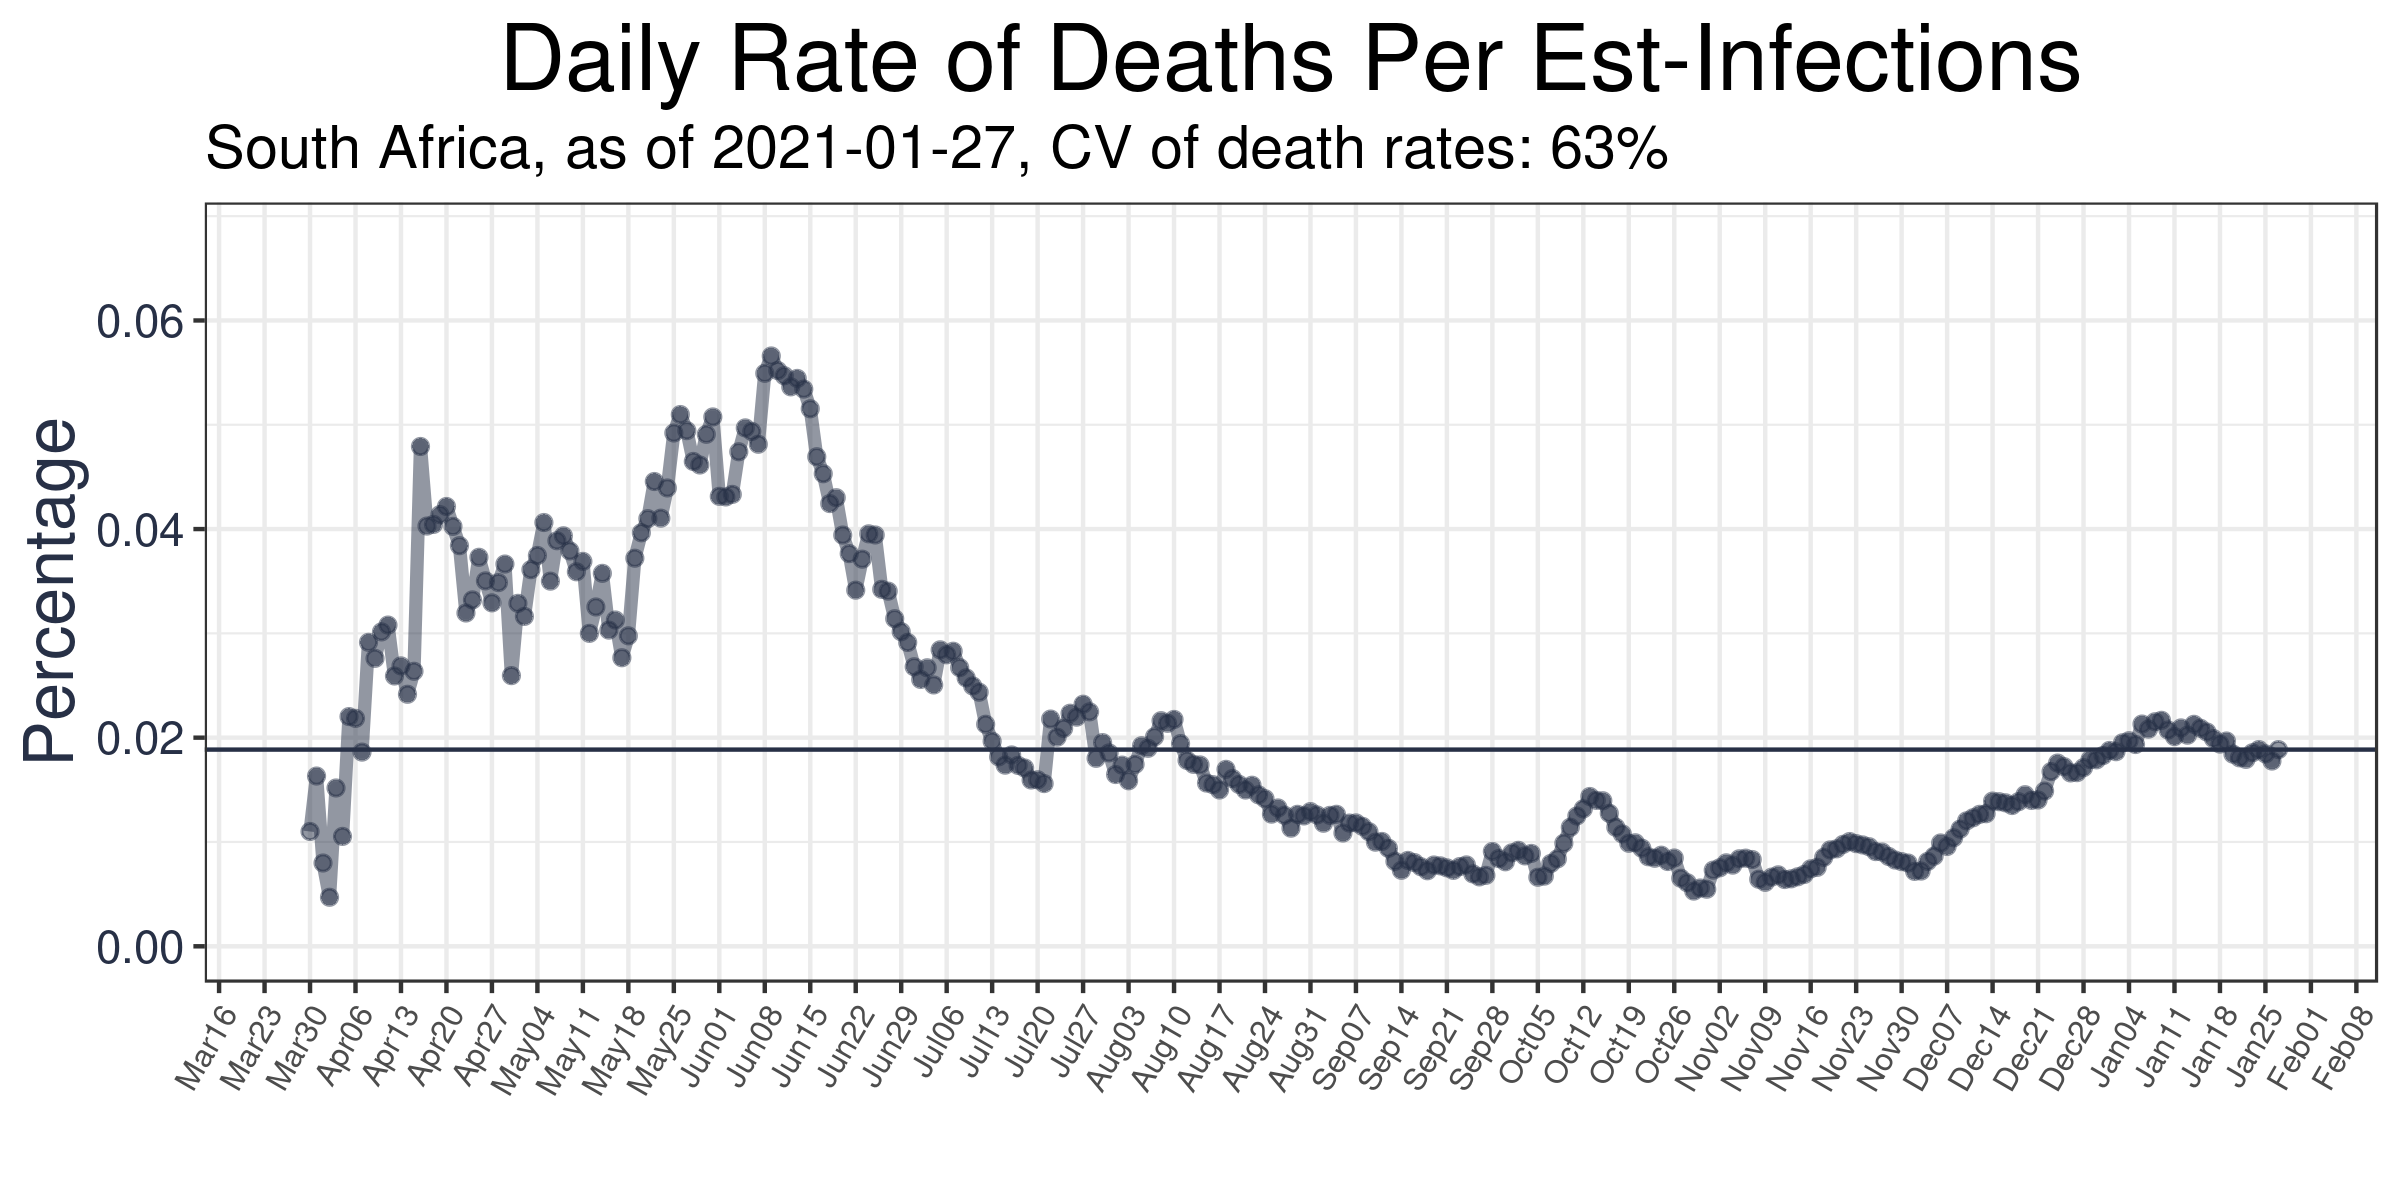 Daily Rate of Deaths Per Est-Infections
South Africa, as of 2021-01-27, CV of death rates: 63%
Percentage
0.06
0.04
0.02
0.00
Mar16 Mar23 Mar30 Apr06 Apr13 Apr20 Apr27 May04 May11 May18 May25 Jun01 Jun08 Jun15 Jun22 Jun29 Jul06 Jul13 Jul20 Jul27 Aug03 Aug10 Aug17 Aug24 Aug31 Sep07 Sep14 Sep21 Sep28 Oct05 Oct12 Oct19 Oct26 Nov02 Nov09 Nov16 Nov23 Nov30 Dec07 Dec14 Dec21 Dec28 Jan04 Jan11 Jan18 Jan25 Feb01 Feb08